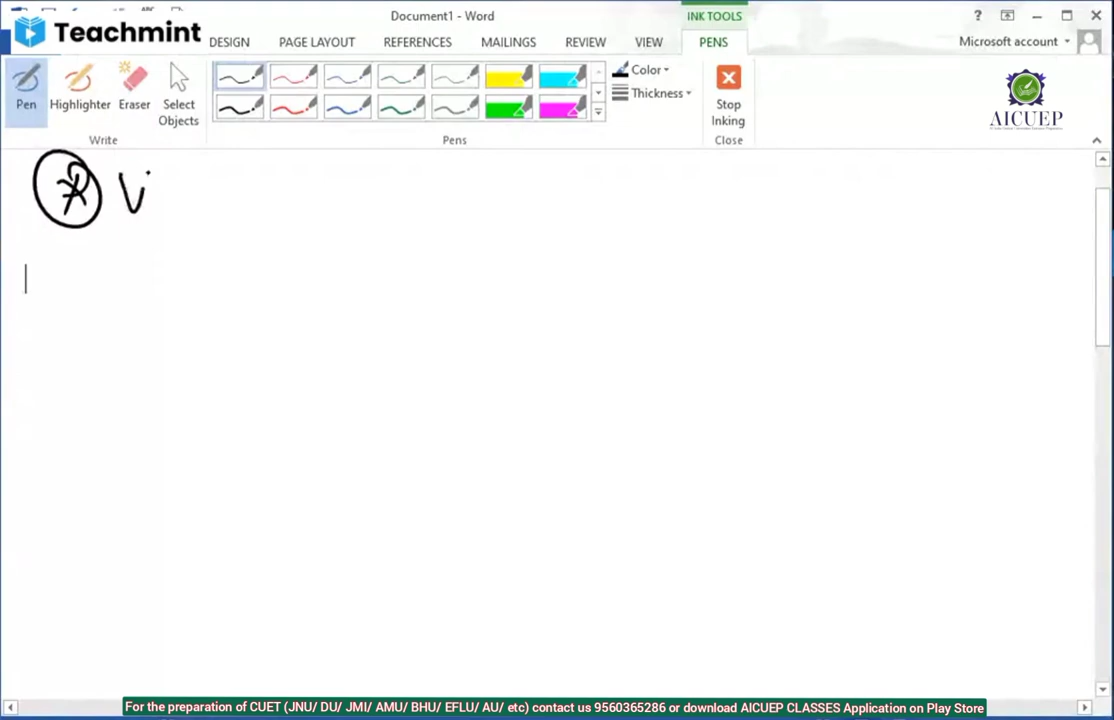 Document1 - Word
INK TOOLS
Teachmint
DESIGN
PAGE LAYOUT
REFERENCES
MAILINGS
REVIEW
VIEW
PENS
Microsoft account
Pen
Highlighter
Eraser
Select
Objects
Color
Thickness
Stop
Inking
AICUEP
Write
Pens
Close
Vi
For the preparation of CUET (JNU/ DU/ JMI/ AMU/ BHU/ EFLU/ AU/ etc) contact us 9560365286 or download AICUEP CLASSES Application on Play Store